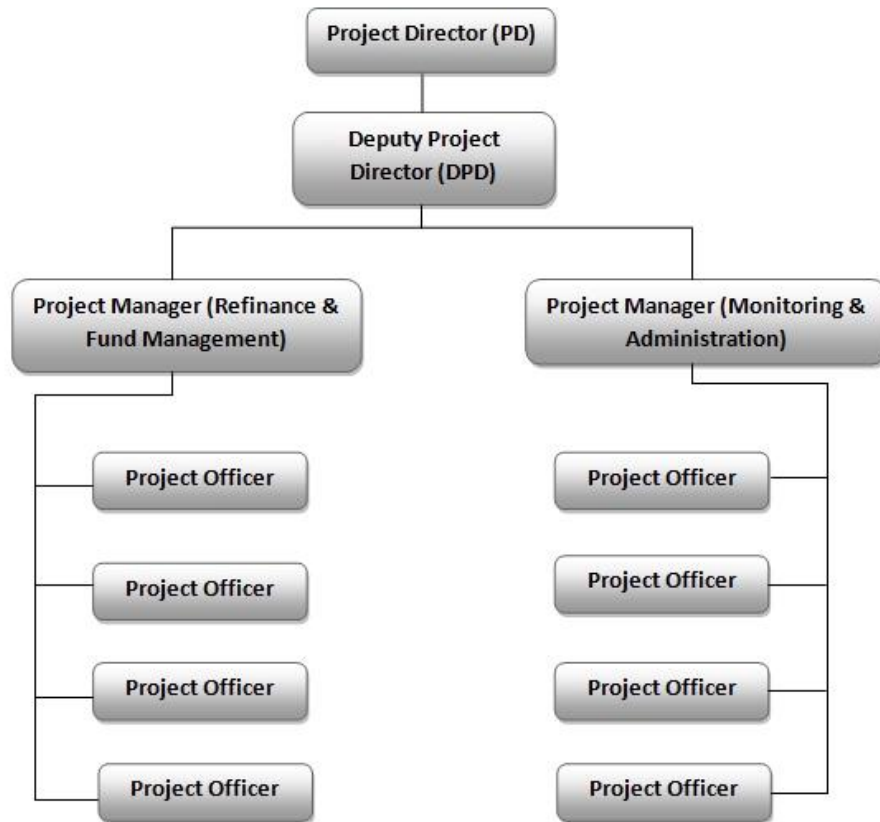 Project Director (PD)
Deputy Project
Director (DPD)
Project Manager (Refinance &
Fund Management)
Project Manager (Monitoring &
Administration)
Project Officer
Project Officer
Project Officer
Project Officer
Project Officer
Project Officer
Project Officer
Project Officer